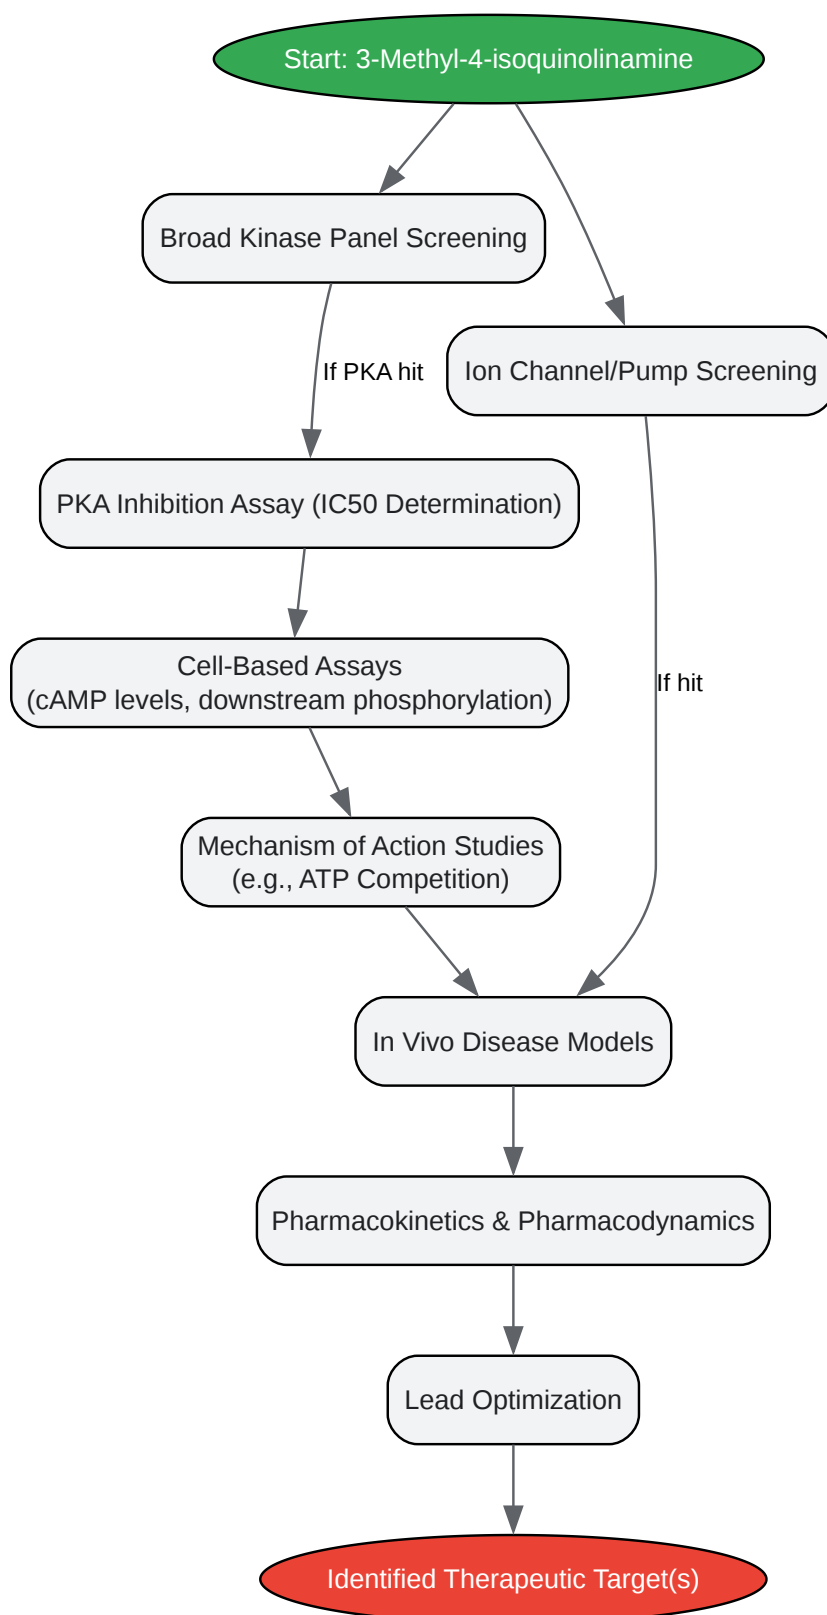 Start: 3-Methyl-4-isoquinolinamine
Broad Kinase Panel Screening
Ion Channel/Pump Screening
If PKA hit
PKA Inhibition Assay (IC50 Determination)
Cell-Based Assays
(cAMP levels, downstream phosphorylation)
If hit
Mechanism of Action Studies
(e.g., ATP Competition)
In Vivo Disease Models
Pharmacokinetics & Pharmacodynamics
Lead Optimization
Identified Therapeutic Target(s)